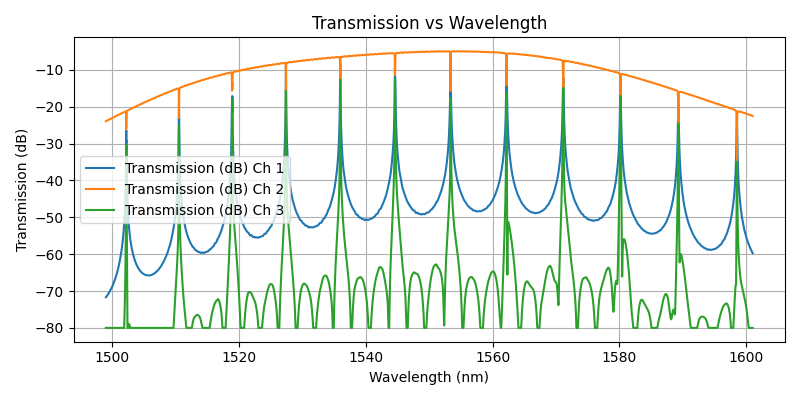 Transmission vs Wavelength
Transmission (dB)
−10
−20
−30
−40
−50
−60
−70
−80
Transmission (dB) Ch 1
Transmission (dB) Ch 2
Transmission (dB) Ch 3
1500 1520 1540 1560 1580 1600
Wavelength (nm)